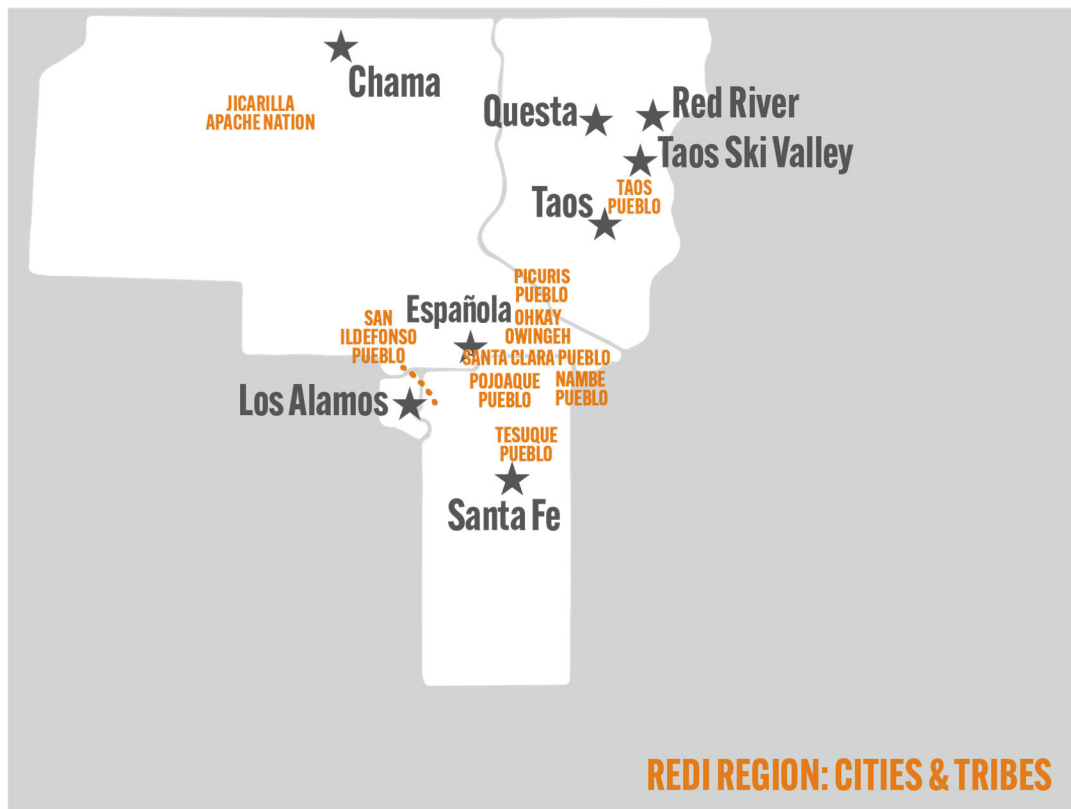 Chama
JICARILLA
APACHE NATION
Questa
Red River
Taos Ski Valley
TAOS
PUEBLO
Taos
PICURIS
PUEBLO
Española
OHKAY
OWINGEH
SAN
ILDEFONSO
PUEBLO
SANTA CLARA PUEBLO
POJOAQUE
PUEBLO
NAMBE
PUEBLO
Los Alamos
TESUQUE
PUEBLO
Santa Fe
REDI REGION: CITIES & TRIBES